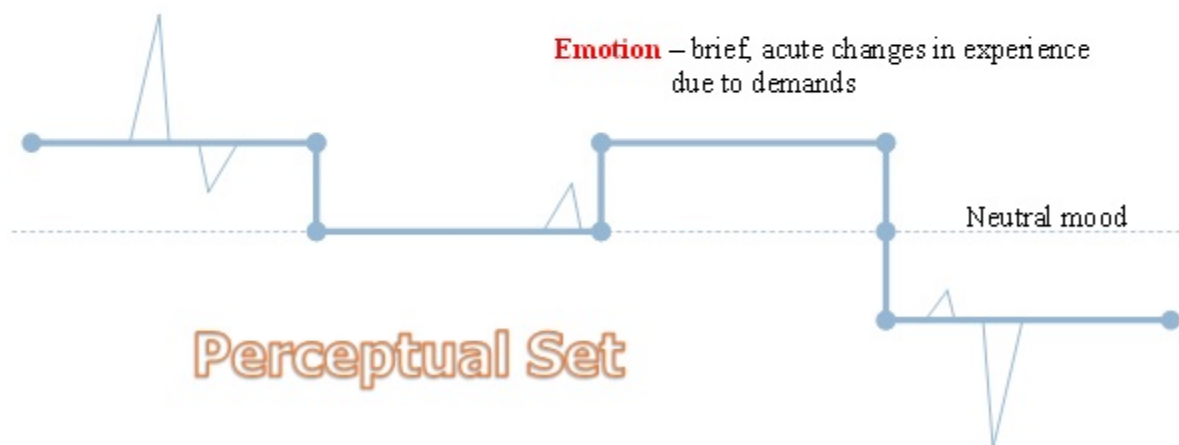 Emotion – brief, acute changes in experience
due to demands
Neutral mood
Perceptual Set